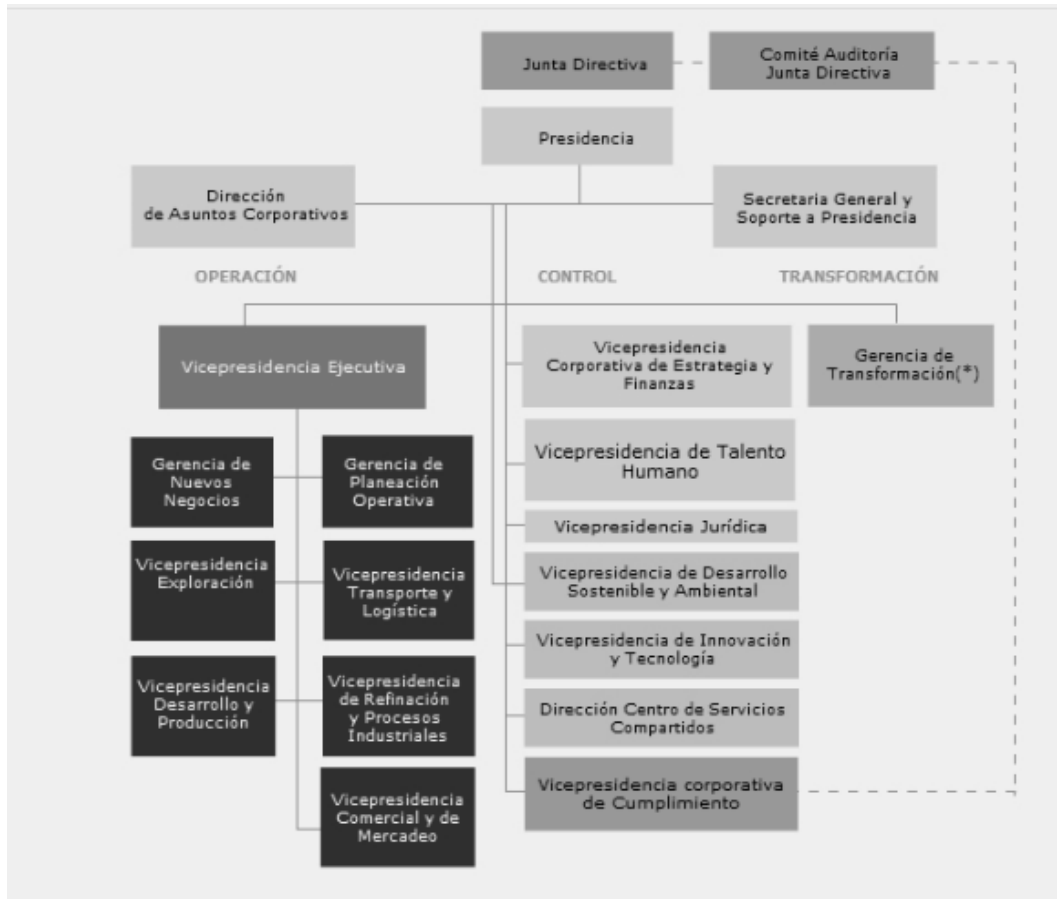 Junta Directiva
Comité Auditoría
Junta Directiva
Presidencia
Dirección
de Asuntos Corporativos
Secretaria General y
Soporte a Presidencia
OPERACIÓN
CONTROL
TRANSFORMACIÓN
Vicepresidencia Ejecutiva
Vicepresidencia
Corporativa de Estrategia y
Finanzas
Gerencia de
Transformación(*)
Gerencia de
Nuevos
Negocios
Gerencia de
Planeación
Operativa
Vicepresidencia de Talento
Humano
Vicepresidencia Jurídica
Vicepresidencia
Exploración
Vicepresidencia
Transporte y
Logística
Vicepresidencia de Desarrollo
Sostenible y Ambiental
Vicepresidencia de Innovación
y Tecnología
Vicepresidencia
Desarrollo y
Producción
Vicepresidencia
de Refinación
y Procesos
Industriales
Dirección Centro de Servicios
Compartidos
Vicepresidencia corporativa
de Cumplimiento
Vicepresidencia
Comercial y de
Mercadeo